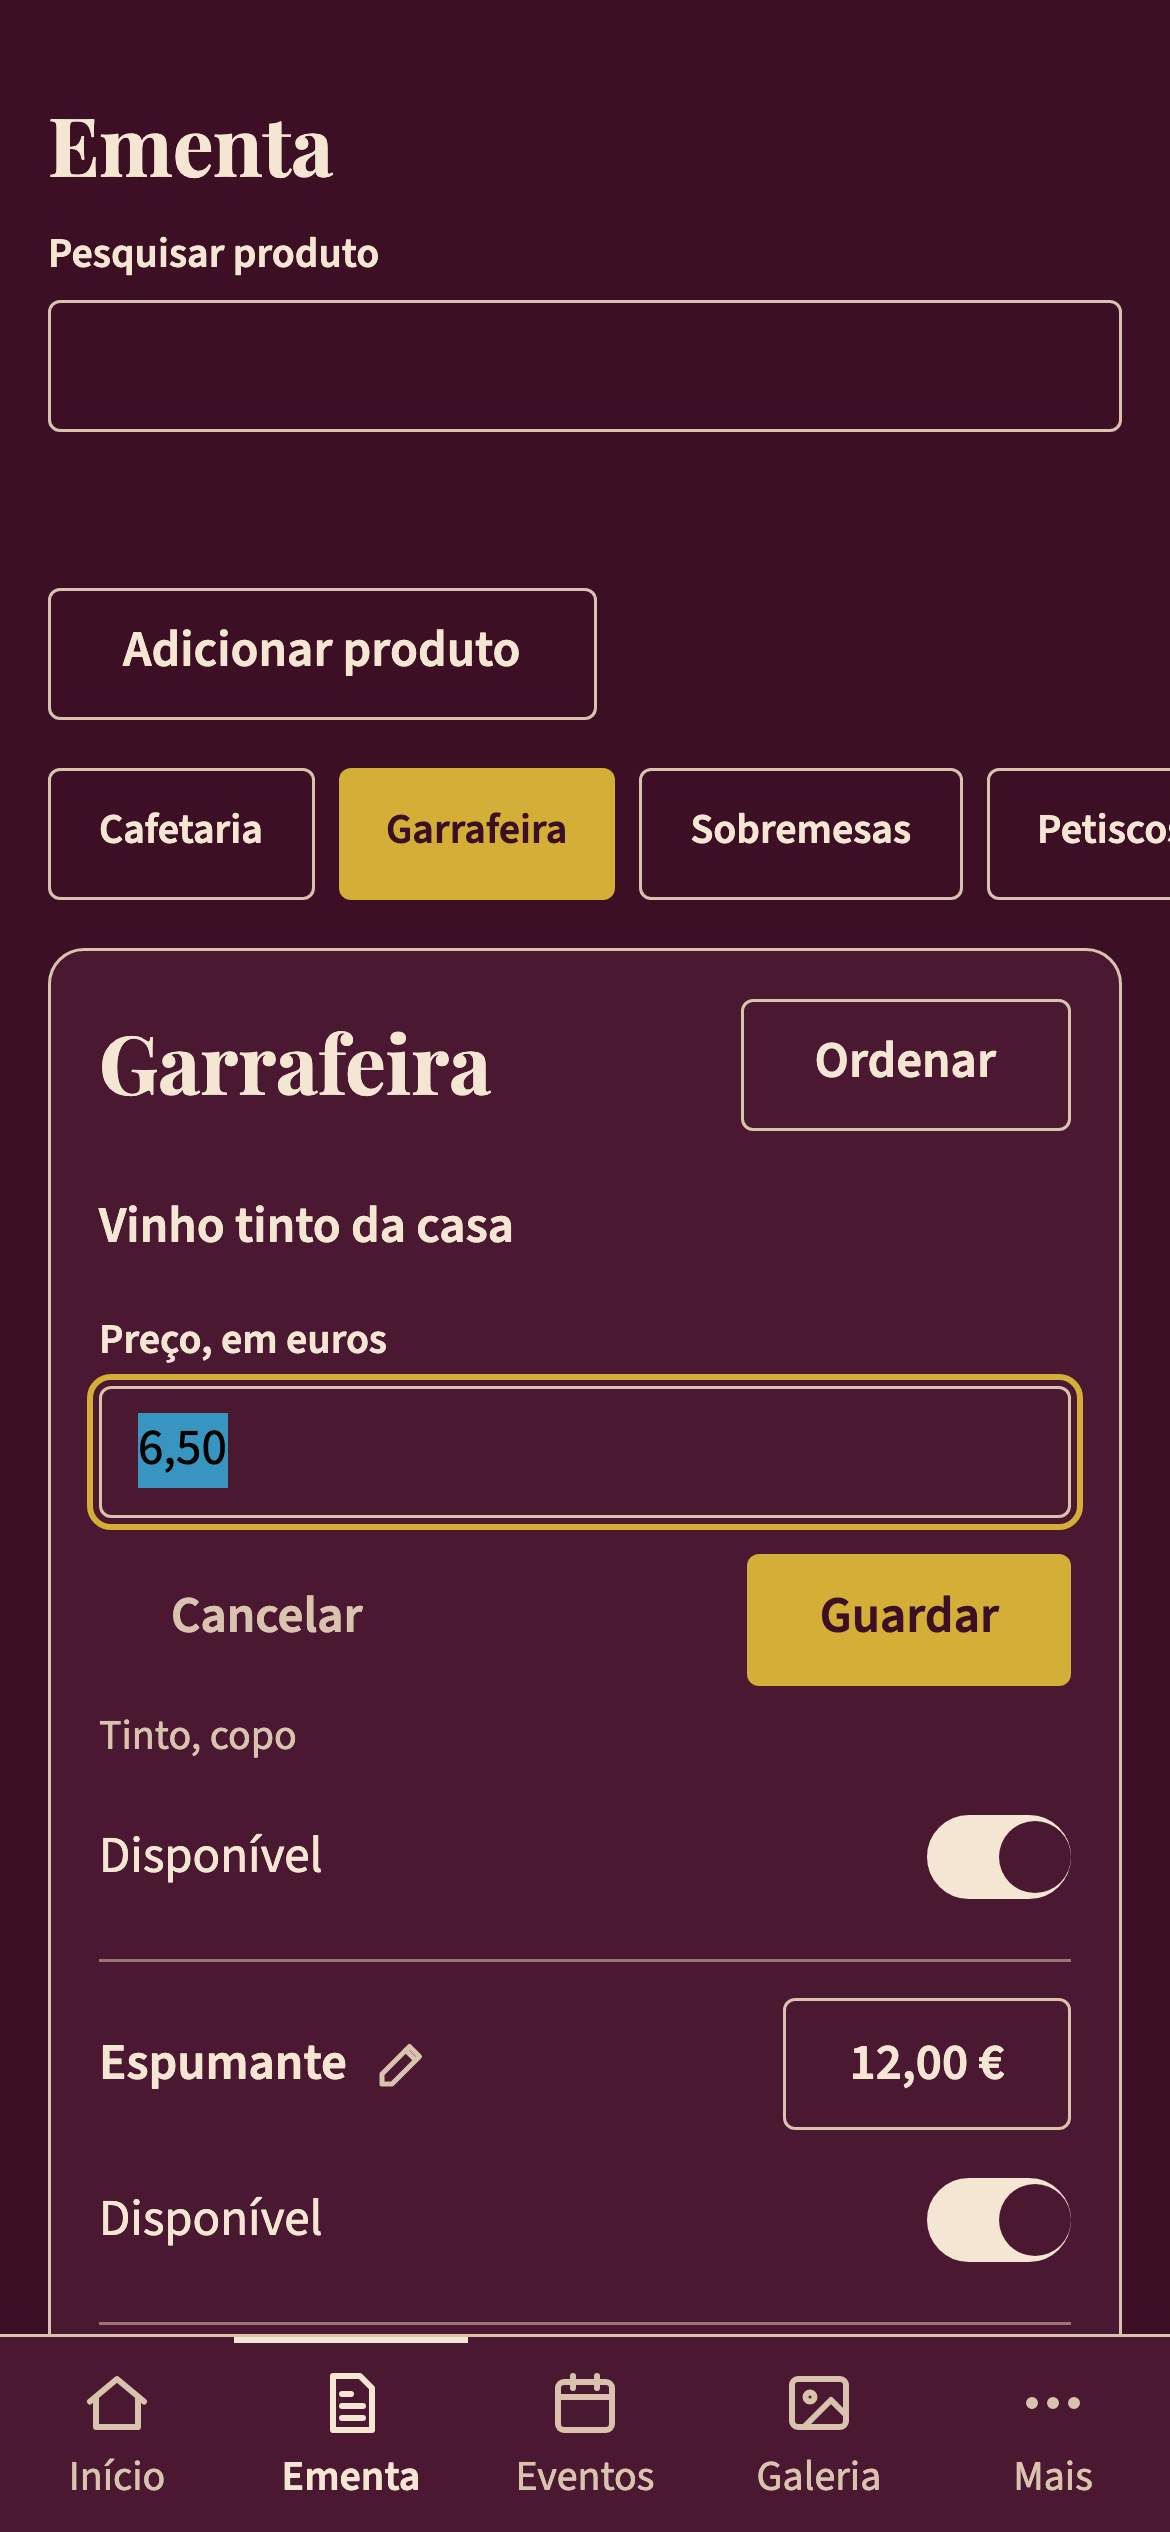 Ementa
Pesquisar produto
Adicionar produto
Cafetaria Garrafeira Sobremesas Petiscos
Garrafeira Ordenar
Vinho tinto da casa
Preço, em euros
6,50
Cancelar Guardar
Tinto, copo
Disponível
Espumante 12,00 €
Disponível
Início Ementa Eventos Galeria Mais